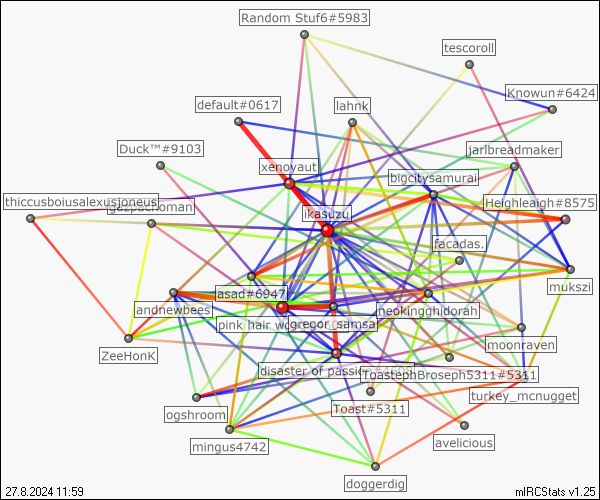 Random Stuf6#5983
tescoroll
Knowun#6424
default#0617
lahnk
Duck™#9103
jarlbreadmaker
xenovaut
bigcitysamurai
thiccusboiusalexusjoneus
Heighleaigh#8575
ikasuzu
facadas.
asad#6947
mukszi
andnewbees
neokingghidorah
pink hair
gregor_samsa
moonraven
ZeeHonK
disaster of passion
ToastephBroseph5311#5311
turkey_mcnugget
ogshroom
Toast#5311
mingus4742
avelicious
doggerdig
27.8.2024 11:59
mIRCStats v1.25